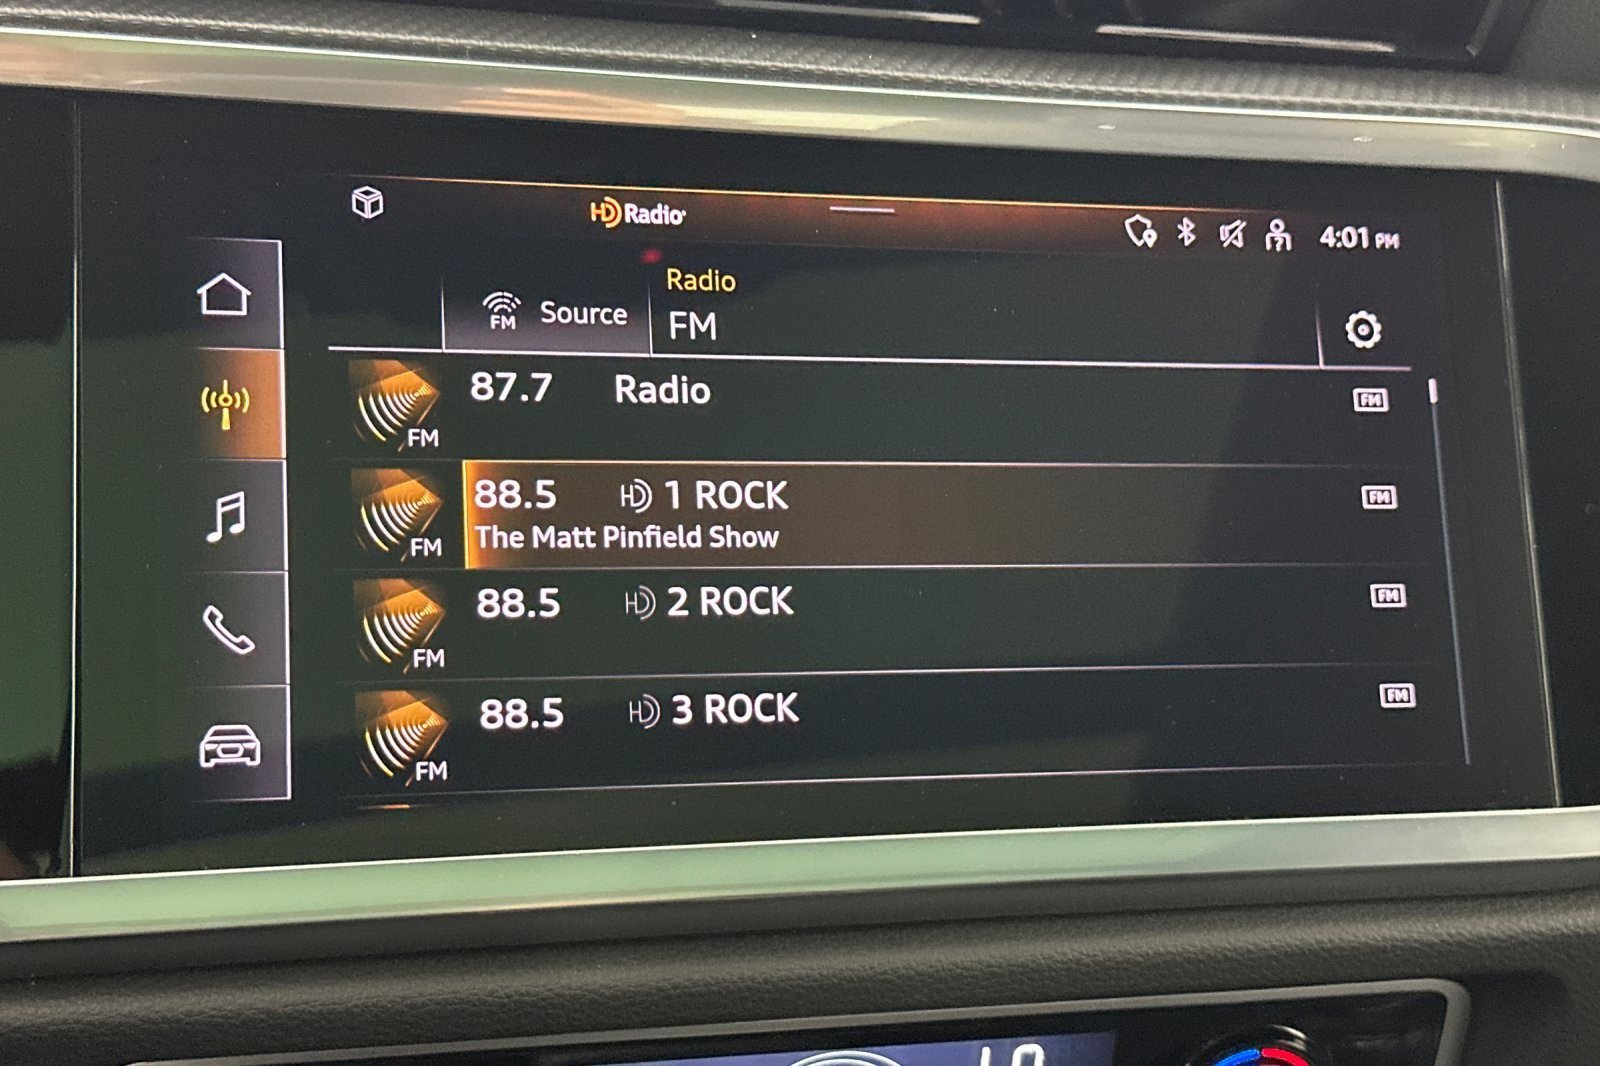 HD Radio
4:01 PM
FM Source
Radio
FM
87.7 Radio FM
FM
88.5 HD 1 ROCK FM
The Matt Pinfield Show
FM
88.5 HD 2 ROCK FM
FM
88.5 HD 3 ROCK FM
FM